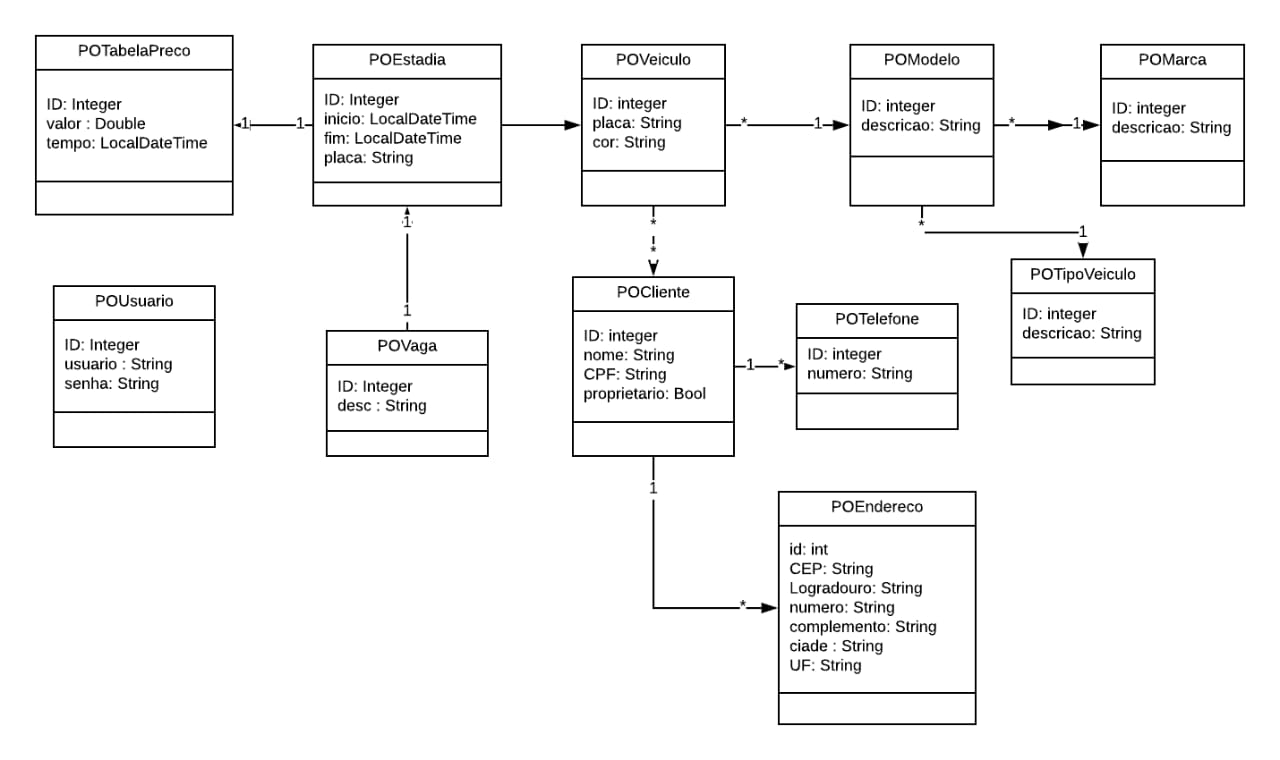 POTabelaPreco
ID: Integer
valor : Double
tempo: LocalDateTime
1
1
POEstadia
ID: Integer
inicio: LocalDateTime
fim: LocalDateTime
placa: String
POVeiculo
ID: integer
placa: String
cor: String
*
1
POModelo
ID: integer
descricao: String
*
1
POMarca
ID: integer
descricao: String
1
1
*
*
*
1
POUsuario
ID: Integer
usuario : String
senha: String
POVaga
ID: Integer
desc : String
POCliente
ID: integer
nome: String
CPF: String
proprietario: Bool
1
*
POTelefone
ID: integer
numero: String
POTipoVeiculo
ID: integer
descricao: String
1
*
POEndereco
id: int
CEP: String
Logradouro: String
numero: String
complemento: String
ciade : String
UF: String